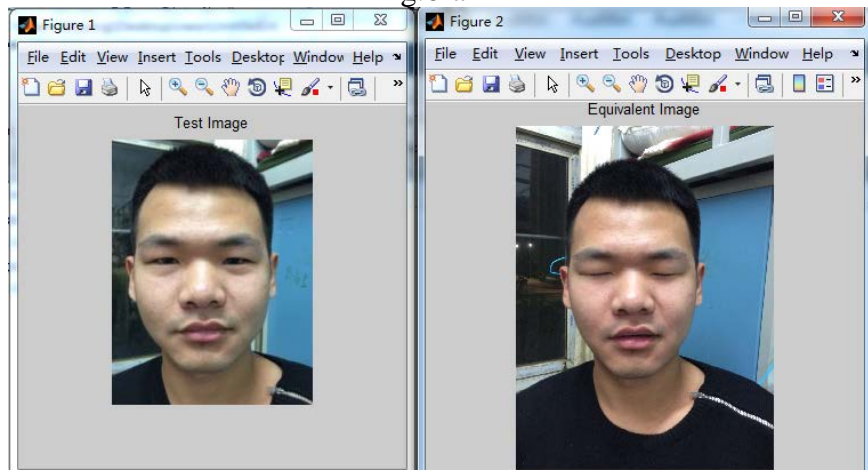 Figure 1
File Edit View Insert Tools Desktop Window Help
Test Image
Figure 2
File Edit View Insert Tools Desktop Window Help
Equivalent Image